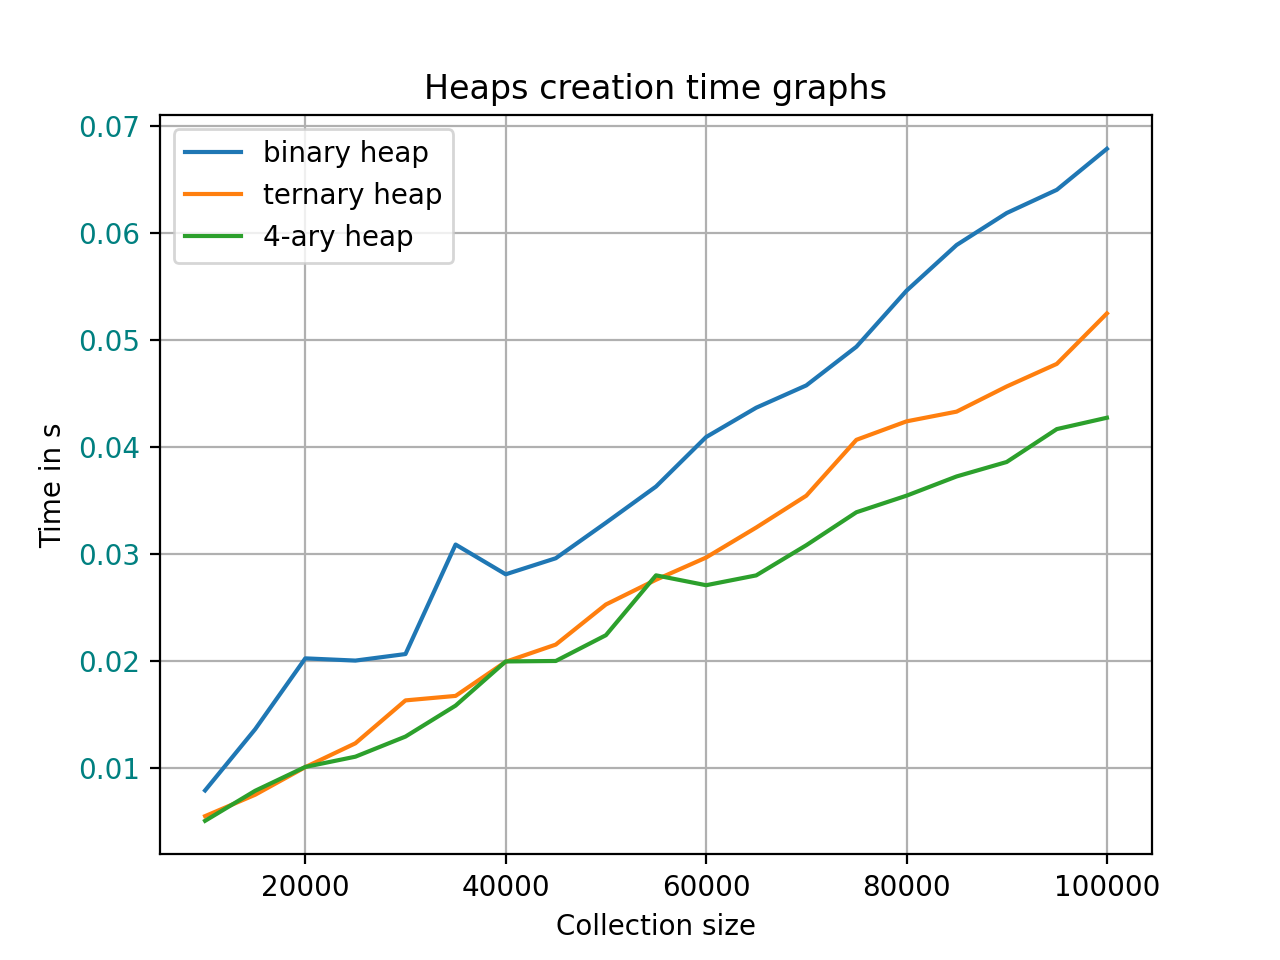 Heaps creation time graphs
binary heap
ternary heap
4-ary heap
0.07
0.06
0.05
0.04
0.03
0.02
0.01
Time in s
20000 40000 60000 80000 100000
Collection size